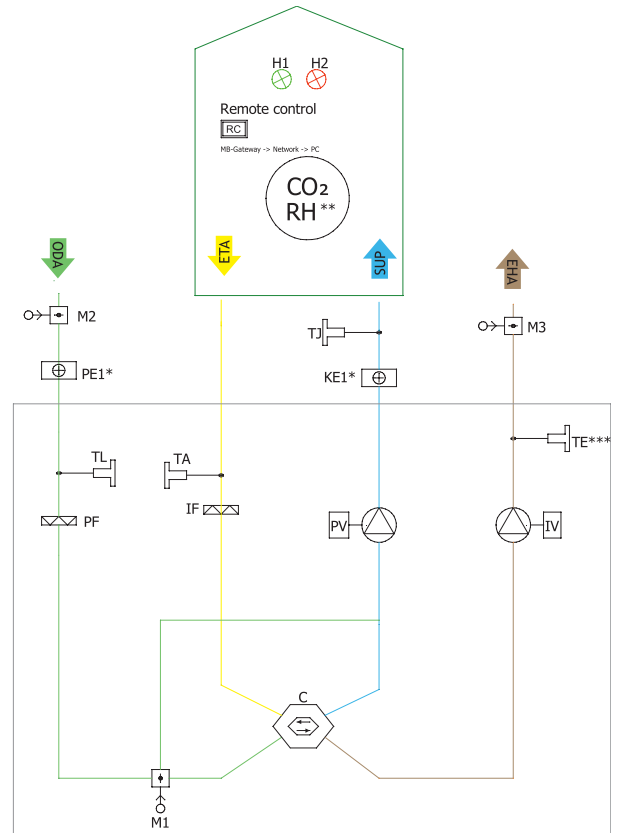 H1 H2
Remote control
RC
MB-Gateway -> Network -> PC
CO₂
RH**
ODA
ETA
SUP
EHA
M2
TJ
M3
PE1*
KE1*
TL
TA
TE***
PF
IF
PV
IV
C
M1